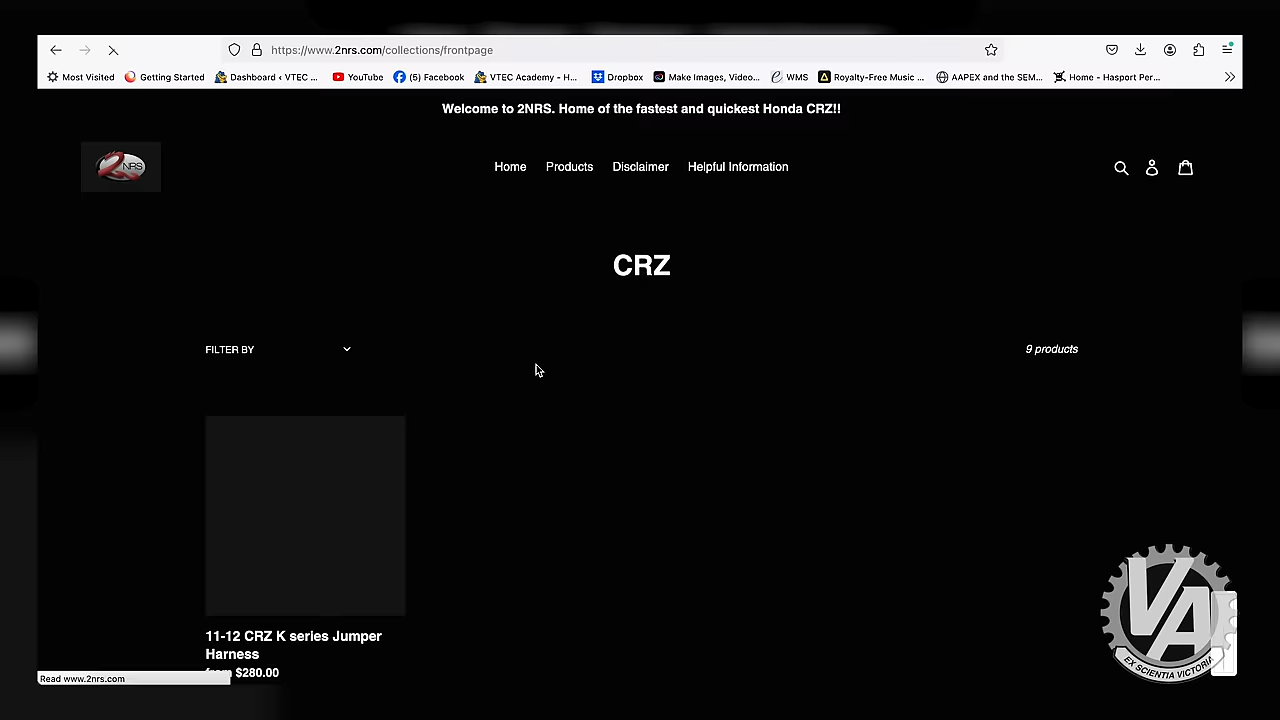 https://www.2nrs.com/collections/frontpage
Most Visited
Getting Started
Dashboard ‹ VTEC ...
YouTube
(5) Facebook
VTEC Academy - H...
Dropbox
Make Images, Video...
WMS
Royalty-Free Music ...
AAPEX and the SEM...
Home - Hasport Per...
Welcome to 2NRS. Home of the fastest and quickest Honda CRZ!!
2 NRS
Home
Products
Disclaimer
Helpful Information
CRZ
FILTER BY
9 products
11-12 CRZ K series Jumper
Harness
from $280.00
Read www.2nrs.com
VA
EX SCIENTIA VICTORIA